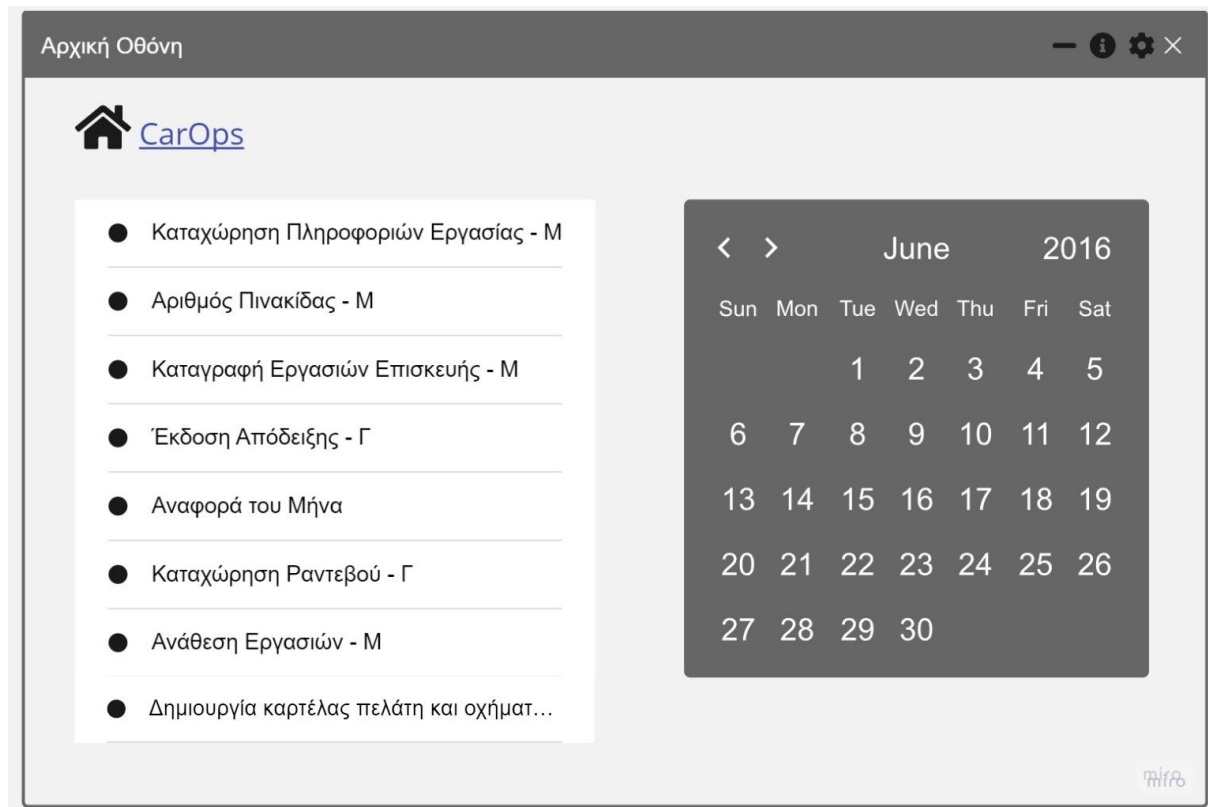 Αρχική Οθόνη
CarOps
Καταχώρηση Πληροφοριών Εργασίας - Μ
Αριθμός Πινακίδας - Μ
Καταγραφή Εργασιών Επισκευής - Μ
Έκδοση Απόδειξης - Γ
Αναφορά του Μήνα
Καταχώρηση Ραντεβού - Γ
Ανάθεση Εργασιών - Μ
Δημιουργία καρτέλας πελάτη και οχήματ...
June 2016
Sun Mon Tue Wed Thu Fri Sat
1 2 3 4 5
6 7 8 9 10 11 12
13 14 15 16 17 18 19
20 21 22 23 24 25 26
27 28 29 30
miro
miro